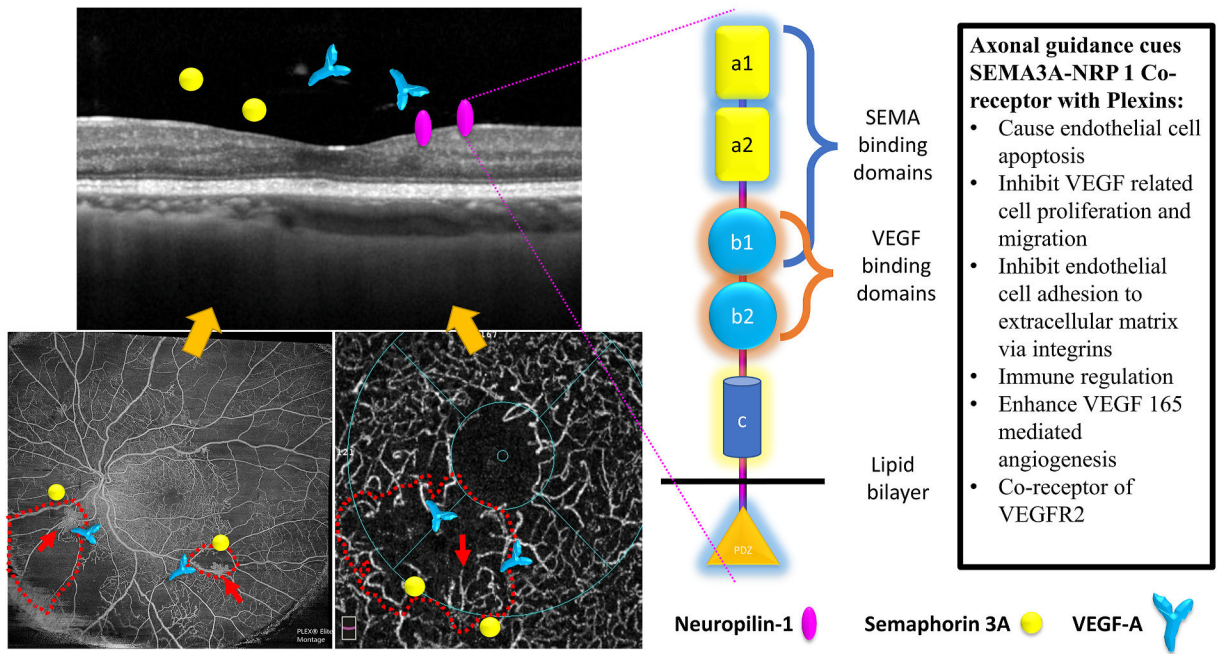 a1
a2
b1
b2
c
PDZ
SEMA
binding
domains
VEGF
binding
domains
Lipid
bilayer
Axonal guidance cues
SEMA3A-NRP 1 Co-
receptor with Plexins:
• Cause endothelial cell
apoptosis
• Inhibit VEGF related
cell proliferation and
migration
• Inhibit endothelial
cell adhesion to
extracellular matrix
via integrins
• Immune regulation
• Enhance VEGF 165
mediated
angiogenesis
• Co-receptor of
VEGFR2
167
121
PLEX® Elite
Montage
Neuropilin-1
Semaphorin 3A
VEGF-A